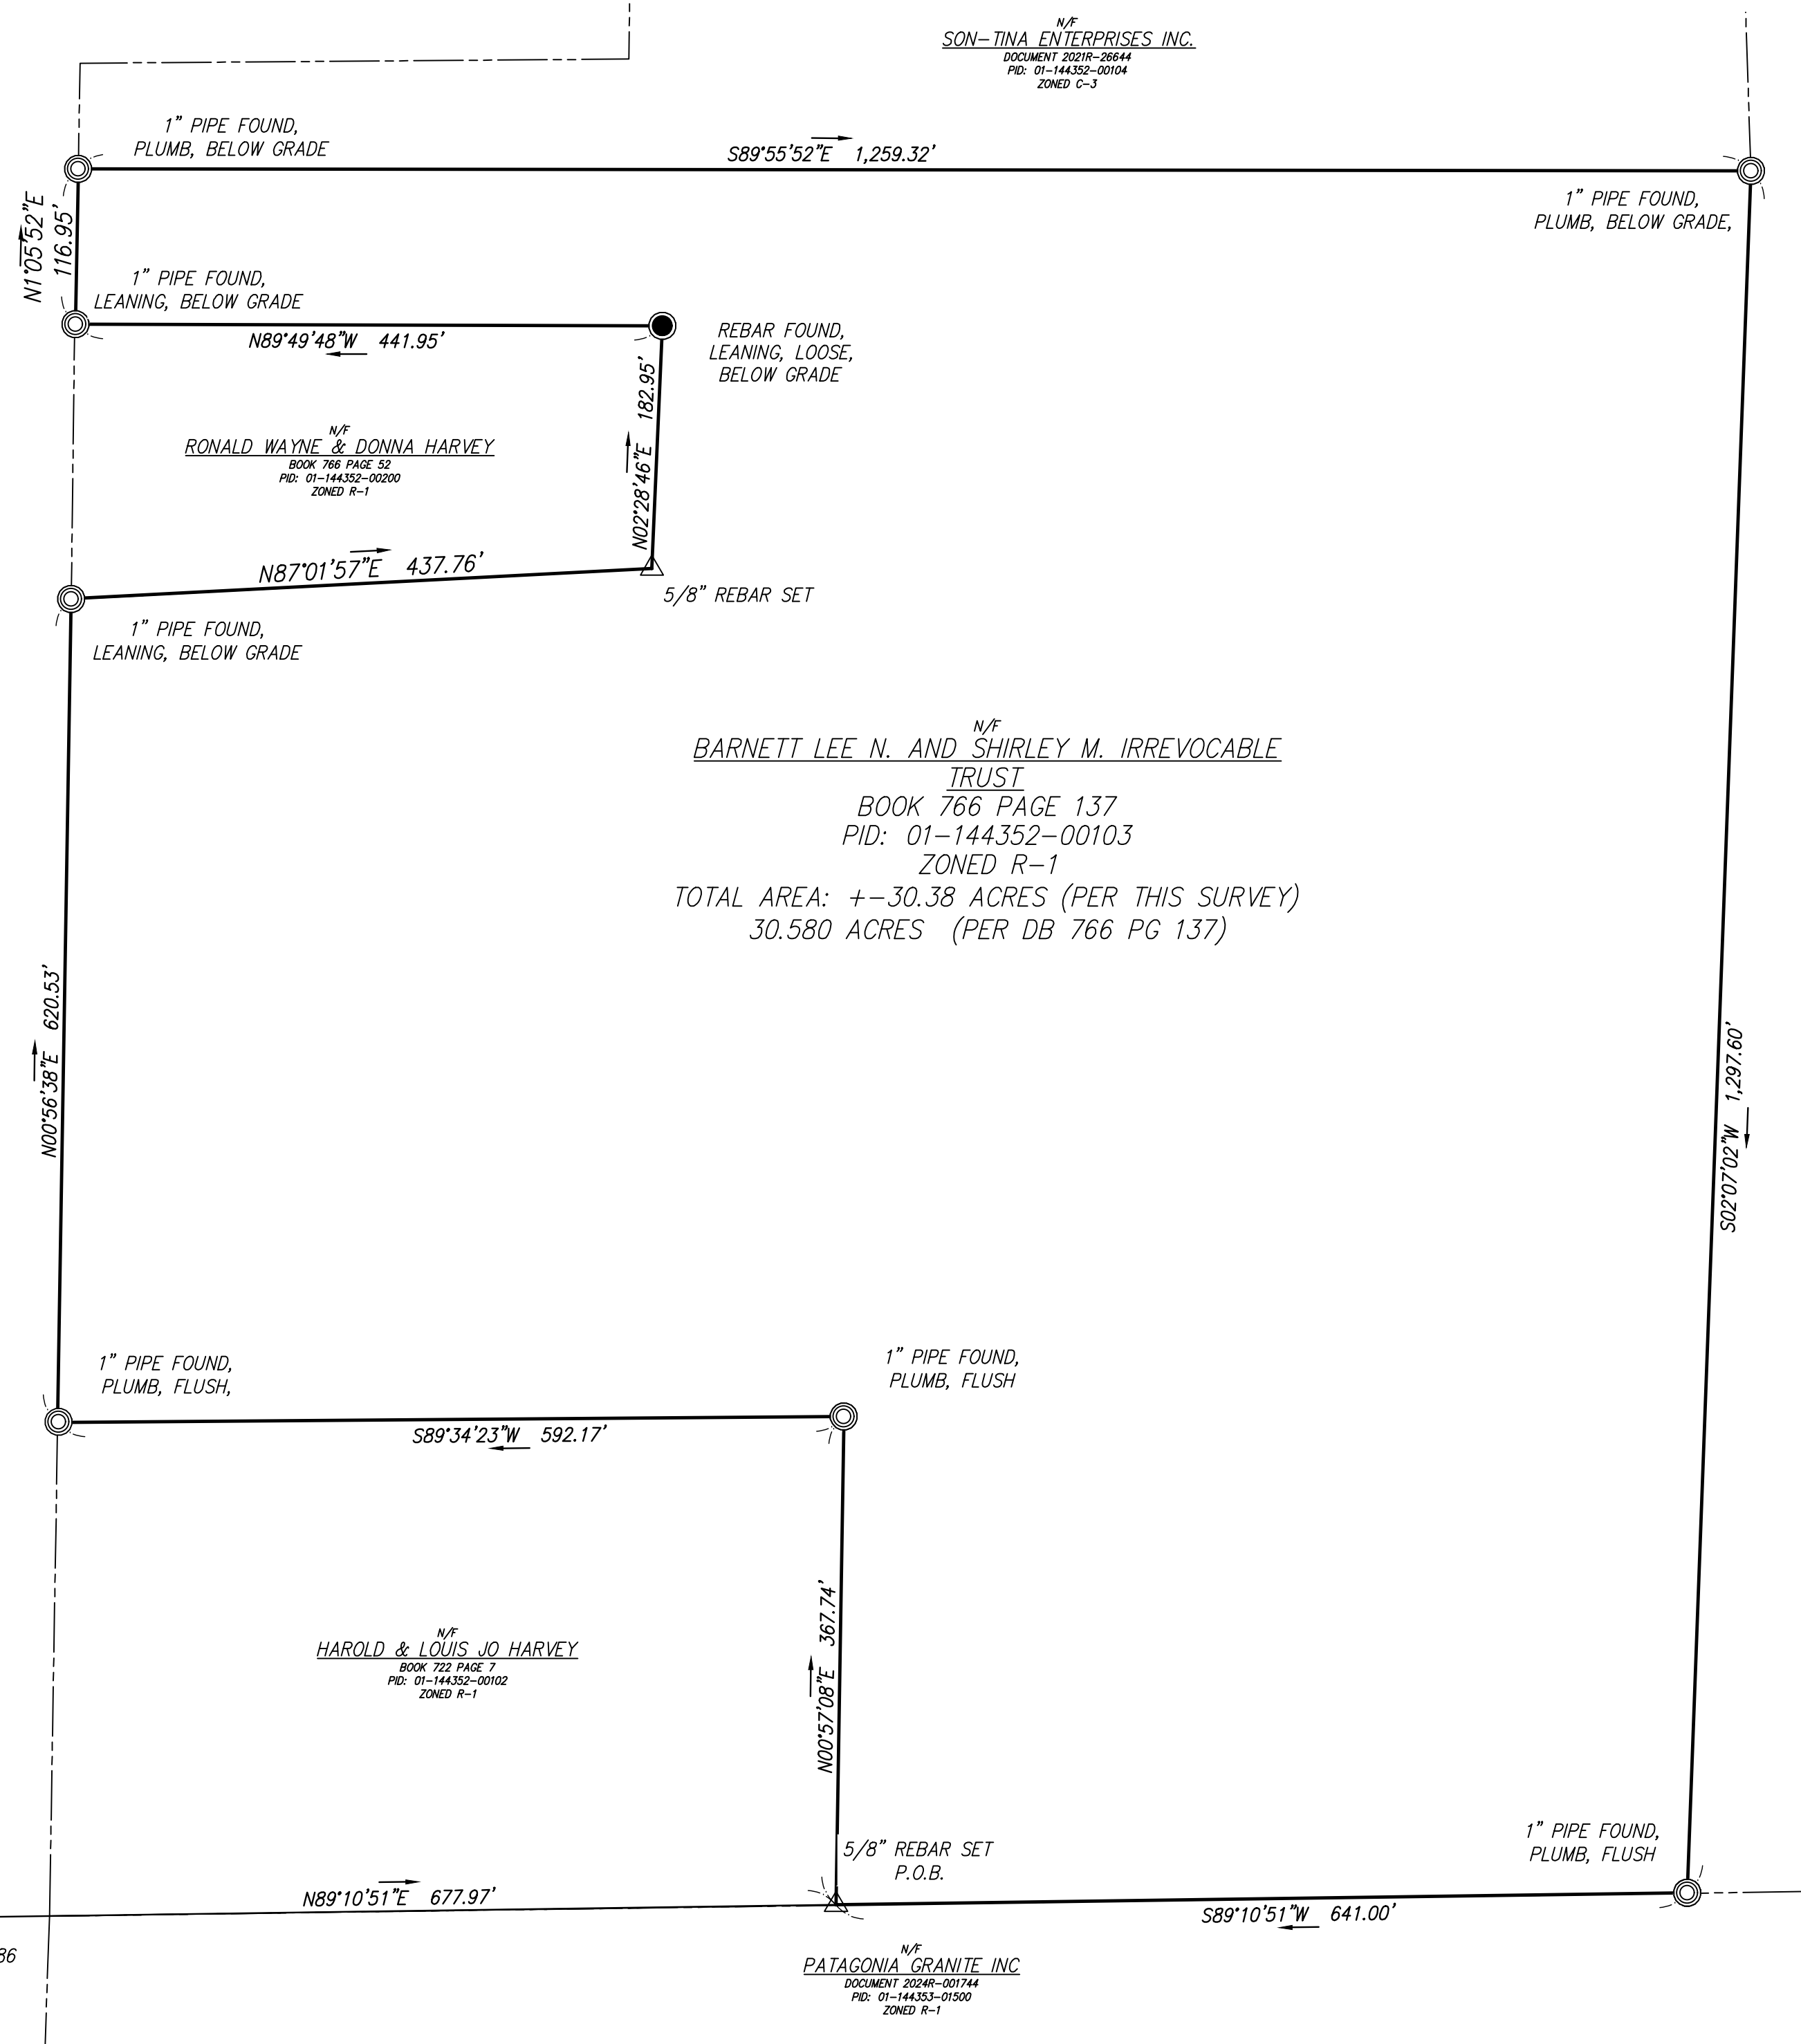 N/F
SON-TINA ENTERPRISES INC.
DOCUMENT 2021R-26644
PID: 01-144352-00104
ZONED C-3
1" PIPE FOUND,
PLUMB, BELOW GRADE
S89°55'52"E 1,259.32'
1" PIPE FOUND,
PLUMB, BELOW GRADE,
N1°05'52"E
116.95'
1" PIPE FOUND,
LEANING, BELOW GRADE
N89°49'48"W 441.95'
REBAR FOUND,
LEANING, LOOSE,
BELOW GRADE
N02°28'46"E 182.95'
N/F
RONALD WAYNE & DONNA HARVEY
BOOK 766 PAGE 52
PID: 01-144352-00200
ZONED R-1
N87°01'57"E 437.76'
5/8" REBAR SET
1" PIPE FOUND,
LEANING, BELOW GRADE
N/F
BARNETT LEE N. AND SHIRLEY M. IRREVOCABLE
TRUST
BOOK 766 PAGE 137
PID: 01-144352-00103
ZONED R-1
TOTAL AREA: +-30.38 ACRES (PER THIS SURVEY)
30.580 ACRES (PER DB 766 PG 137)
N00°56'38"E 620.53'
S02°07'02"W 1,297.60'
1" PIPE FOUND,
PLUMB, FLUSH,
1" PIPE FOUND,
PLUMB, FLUSH
S89°34'23"W 592.17'
N/F
HAROLD & LOUIS JO HARVEY
BOOK 722 PAGE 7
PID: 01-144352-00102
ZONED R-1
N00°57'08"E 367.74'
5/8" REBAR SET
P.O.B.
1" PIPE FOUND,
PLUMB, FLUSH
N89°10'51"E 677.97'
S89°10'51"W 641.00'
86
N/F
PATAGONIA GRANITE INC
DOCUMENT 2024R-001744
PID: 01-144353-01500
ZONED R-1